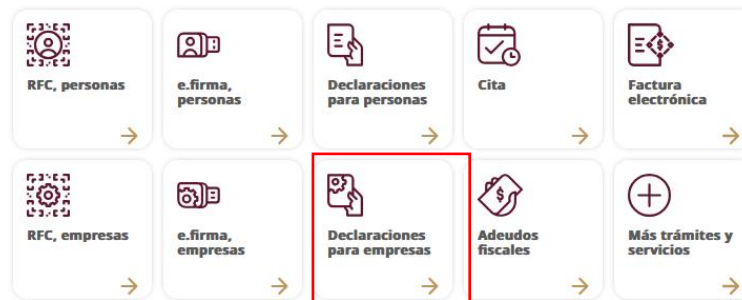 RFC, personas
e.firma,
personas
Declaraciones
para personas
Cita
Factura
electrónica
RFC, empresas
e.firma,
empresas
Declaraciones
para empresas
Adeudos
fiscales
Más trámites y
servicios